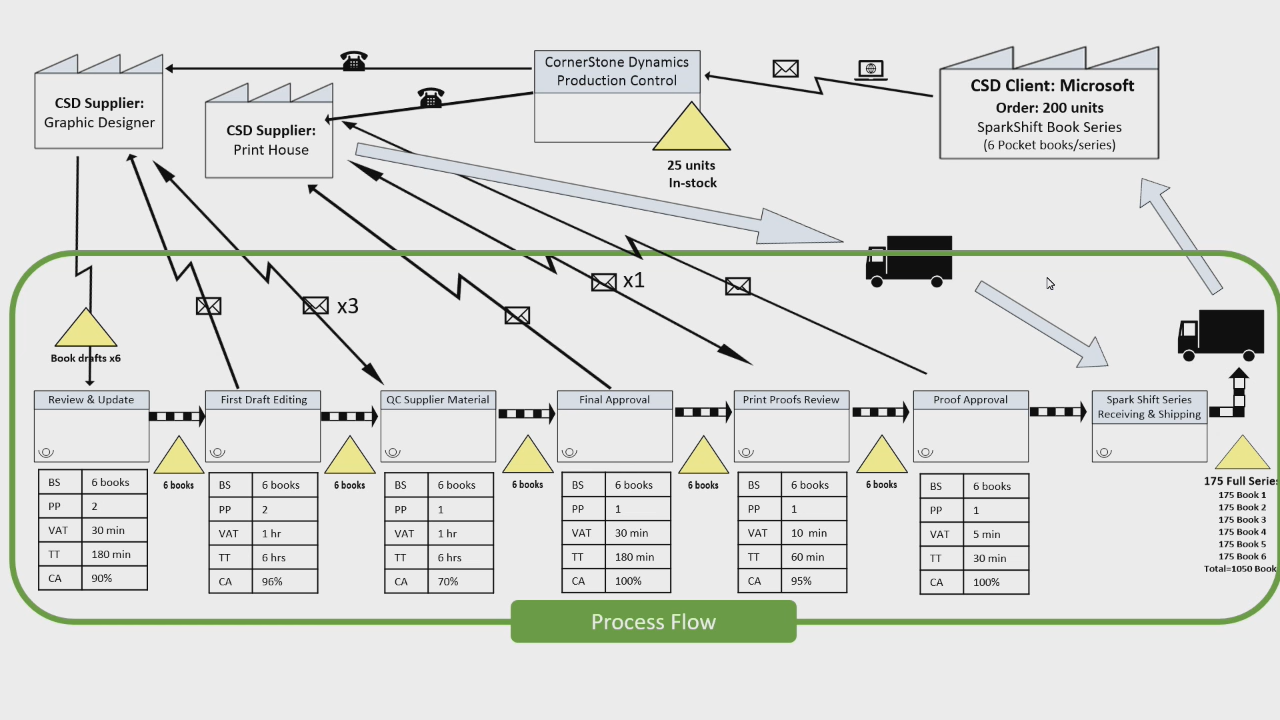 CornerStone Dynamics
Production Control
CSD Client: Microsoft
Order: 200 units
SparkShift Book Series
(6 Pocket books/series)
CSD Supplier:
Graphic Designer
CSD Supplier:
Print House
25 units
In-stock
x3
x1
Book drafts x6
Review & Update
First Draft Editing
QC Supplier Material
Final Approval
Print Proofs Review
Proof Approval
Spark Shift Series
Receiving & Shipping
6 books
6 books
6 books
6 books
6 books
BS 6 books
PP 2
VAT 30 min
TT 180 min
CA 90%
BS 6 books
PP 2
VAT 1 hr
TT 6 hrs
CA 96%
BS 6 books
PP 1
VAT 1 hr
TT 6 hrs
CA 70%
BS 6 books
PP 1
VAT 30 min
TT 180 min
CA 100%
BS 6 books
PP 1
VAT 10 min
TT 60 min
CA 95%
BS 6 books
PP 1
VAT 5 min
TT 30 min
CA 100%
175 Full Series
175 Book 1
175 Book 2
175 Book 3
175 Book 4
175 Book 5
175 Book 6
Total=1050 Book
Process Flow